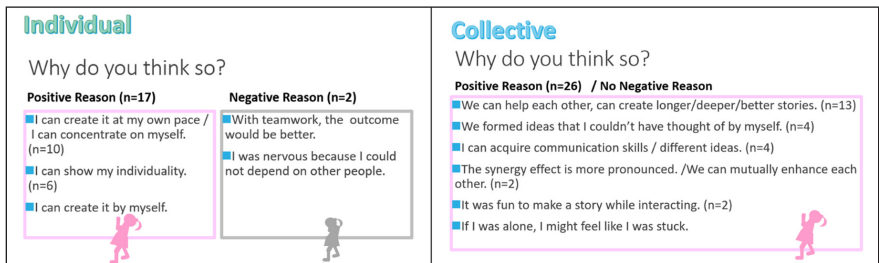 Individual
Why do you think so?
Positive Reason (n=17)
■I can create it at my own pace /
I can concentrate on myself.
(n=10)
■I can show my individuality.
(n=6)
■I can create it by myself.
Negative Reason (n=2)
■With teamwork, the outcome
would be better.
■I was nervous because I could
not depend on other people.
Collective
Why do you think so?
Positive Reason (n=26) / No Negative Reason
■We can help each other, can create longer/deeper/better stories. (n=13)
■We formed ideas that I couldn't have thought of by myself. (n=4)
■I can acquire communication skills / different ideas. (n=4)
■The synergy effect is more pronounced. /We can mutually enhance each
other. (n=2)
■It was fun to make a story while interacting. (n=2)
■If I was alone, I might feel like I was stuck.